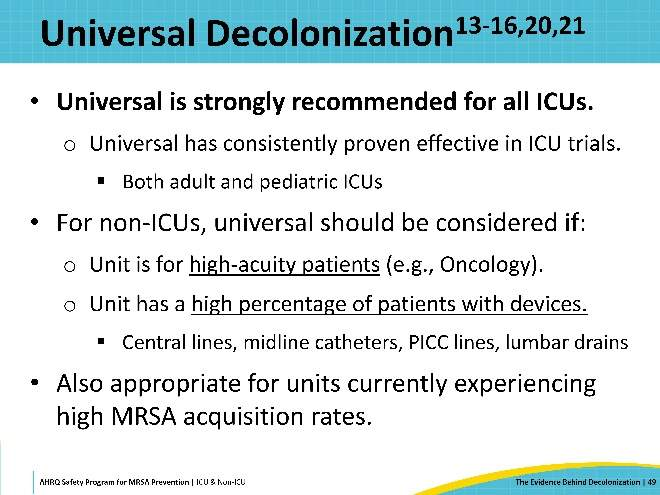 Universal Decolonization13-16,20,21
• Universal is strongly recommended for all ICUs.
o Universal has consistently proven effective in ICU trials.
▪ Both adult and pediatric ICUs
• For non-ICUs, universal should be considered if:
o Unit is for high-acuity patients (e.g., Oncology).
o Unit has a high percentage of patients with devices.
▪ Central lines, midline catheters, PICC lines, lumbar drains
• Also appropriate for units currently experiencing
high MRSA acquisition rates.
AHRQ Safety Program for MRSA Prevention | ICU & Non-ICU
The Evidence Behind Decolonization | 49